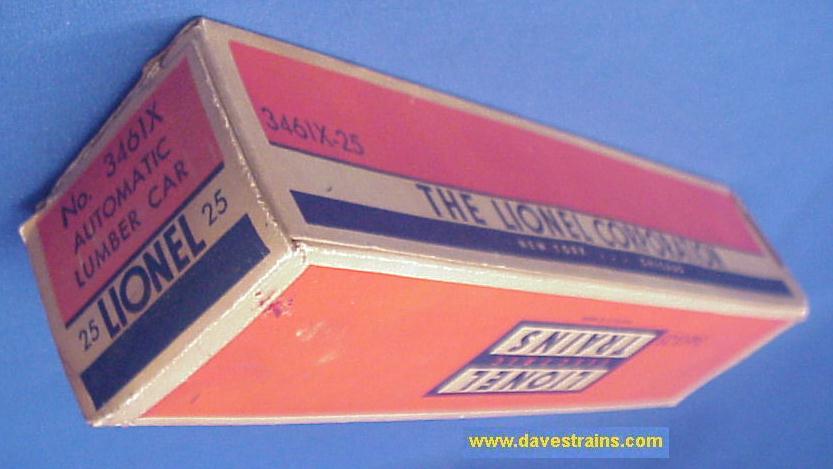 No. 3461X
AUTOMATIC
LUMBER CAR
25 LIONEL 25
3461X-25
THE LIONEL CORPORATION
NEW YORK · · · CHICAGO
LIONEL
TRAINS
www.davestrains.com